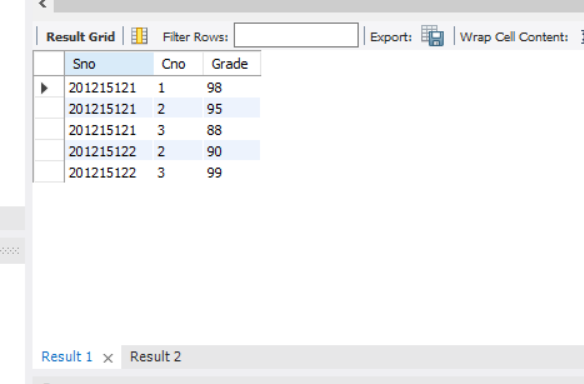 Result Grid Filter Rows: Export: Wrap Cell Content:
Sno Cno Grade
201215121 1 98
201215121 2 95
201215121 3 88
201215122 2 90
201215122 3 99
Result 1 × Result 2